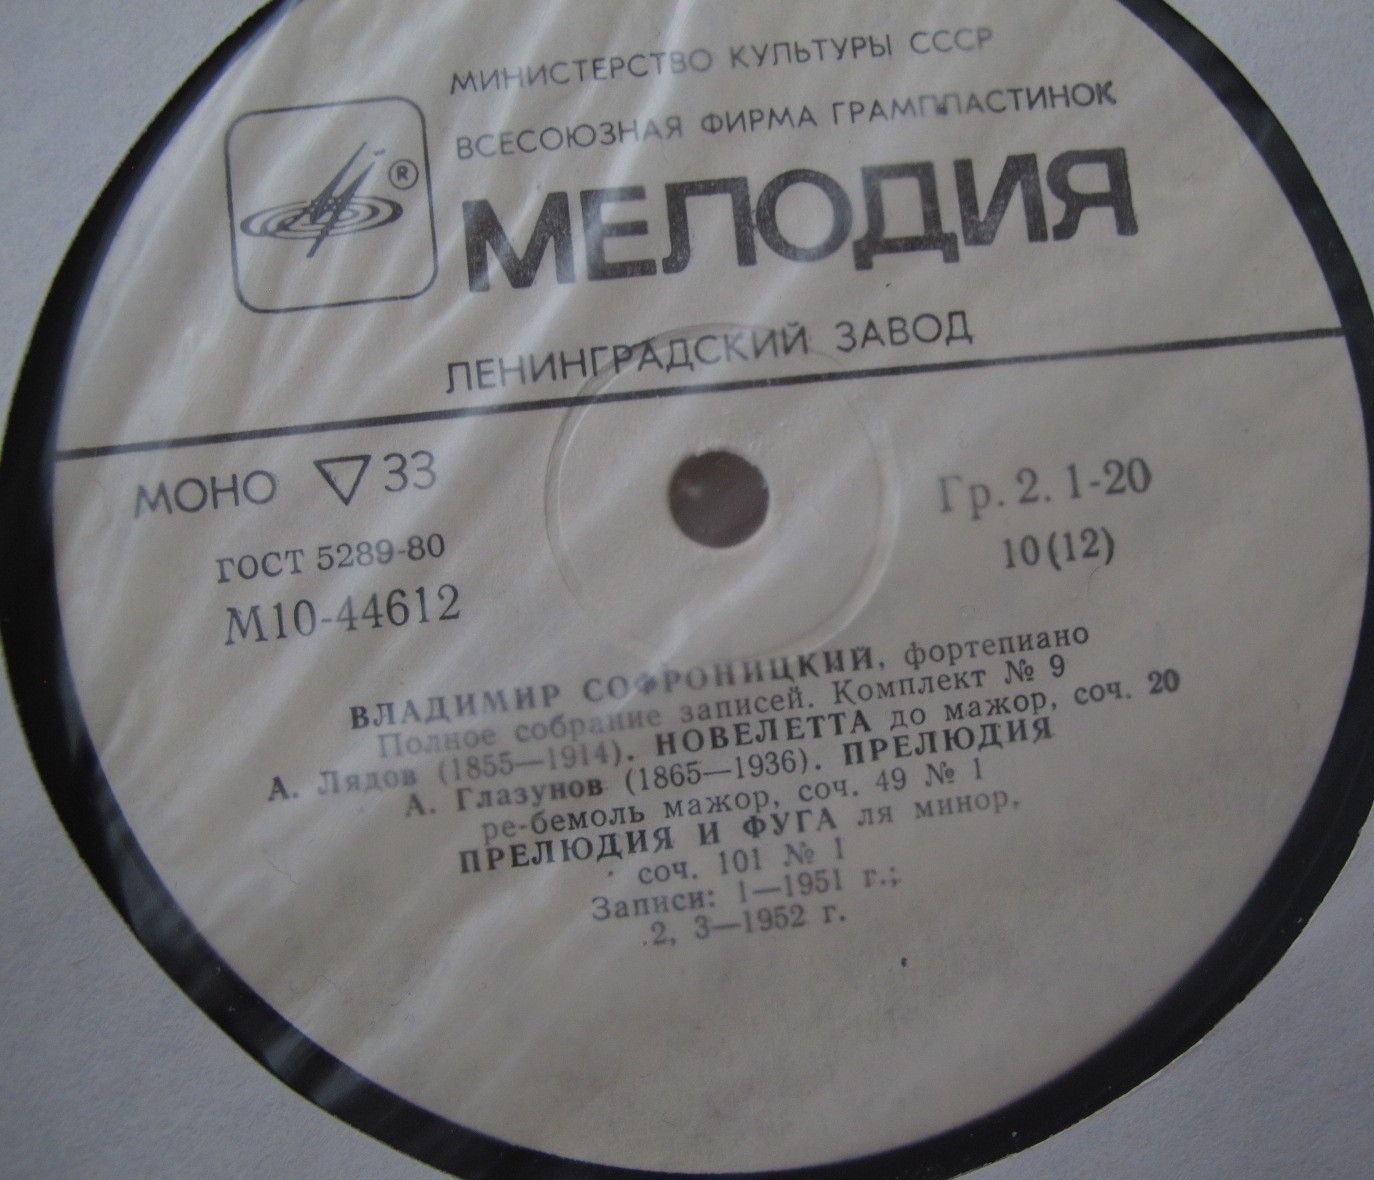 МИНИСТЕРСТВО КУЛЬТУРЫ СССР
ВСЕСОЮЗНАЯ ФИРМА ГРАМПЛАСТИНОК
®
МЕЛОДИЯ
ЛЕНИНГРАДСКИЙ ЗАВОД
МОНО ▽ 33
Гр. 2. 1-20
ГОСТ 5289-80
10(12)
М10-44612
ВЛАДИМИР СОФРОНИЦКИЙ, фортепиано
Полное собрание записей. Комплект № 9
А. Лядов (1855—1914). НОВЕЛЕТТА до мажор, соч. 20
А. Глазунов (1865—1936). ПРЕЛЮДИЯ
ре-бемоль мажор, соч. 49 № 1
ПРЕЛЮДИЯ И ФУГА ля минор,
соч. 101 № 1
Записи: 1—1951 г.;
2, 3—1952 г.